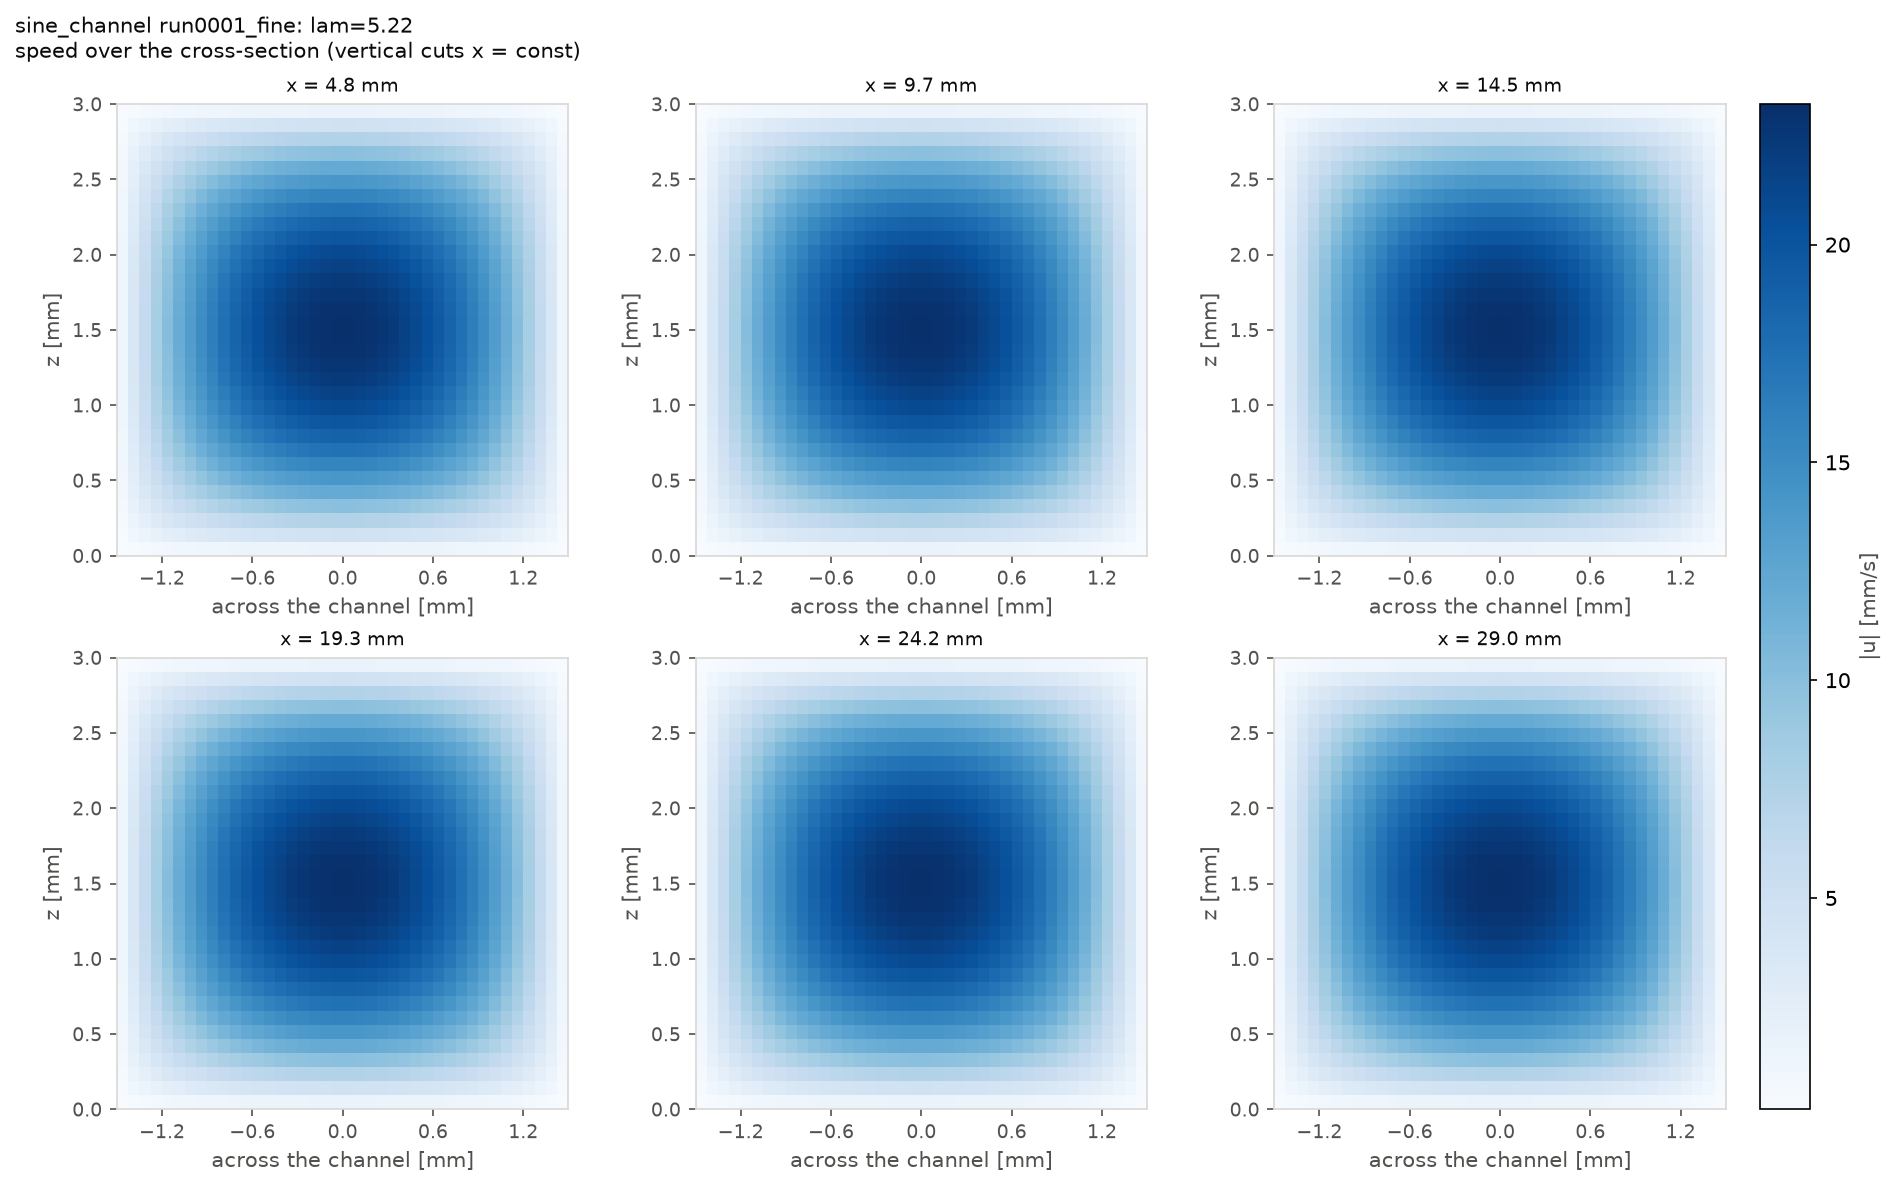 sine_channel run0001_fine: lam=5.22
speed over the cross-section (vertical cuts x = const)
x = 4.8 mm
3.0
2.5
2.0
1.5
1.0
0.5
0.0
z [mm]
−1.2 −0.6 0.0 0.6 1.2
across the channel [mm]
x = 9.7 mm
3.0
2.5
2.0
1.5
1.0
0.5
0.0
z [mm]
−1.2 −0.6 0.0 0.6 1.2
across the channel [mm]
x = 14.5 mm
3.0
2.5
2.0
1.5
1.0
0.5
0.0
z [mm]
−1.2 −0.6 0.0 0.6 1.2
across the channel [mm]
x = 19.3 mm
3.0
2.5
2.0
1.5
1.0
0.5
0.0
z [mm]
−1.2 −0.6 0.0 0.6 1.2
across the channel [mm]
x = 24.2 mm
3.0
2.5
2.0
1.5
1.0
0.5
0.0
z [mm]
−1.2 −0.6 0.0 0.6 1.2
across the channel [mm]
x = 29.0 mm
3.0
2.5
2.0
1.5
1.0
0.5
0.0
z [mm]
−1.2 −0.6 0.0 0.6 1.2
across the channel [mm]
20
15
10
5
|u| [mm/s]